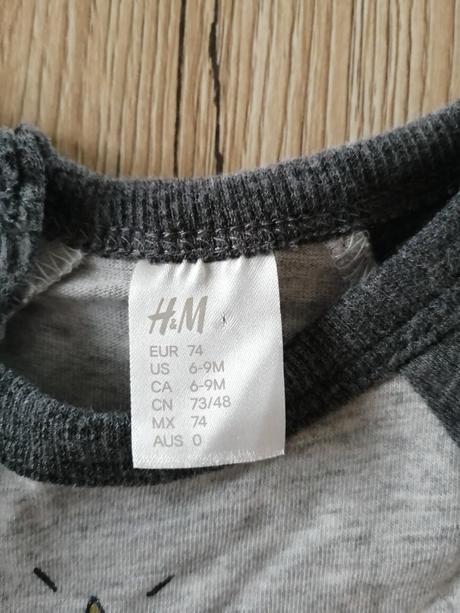 H&M
EUR 74
US 6-9M
CA 6-9M
CN 73/48
MX 74
AUS 0